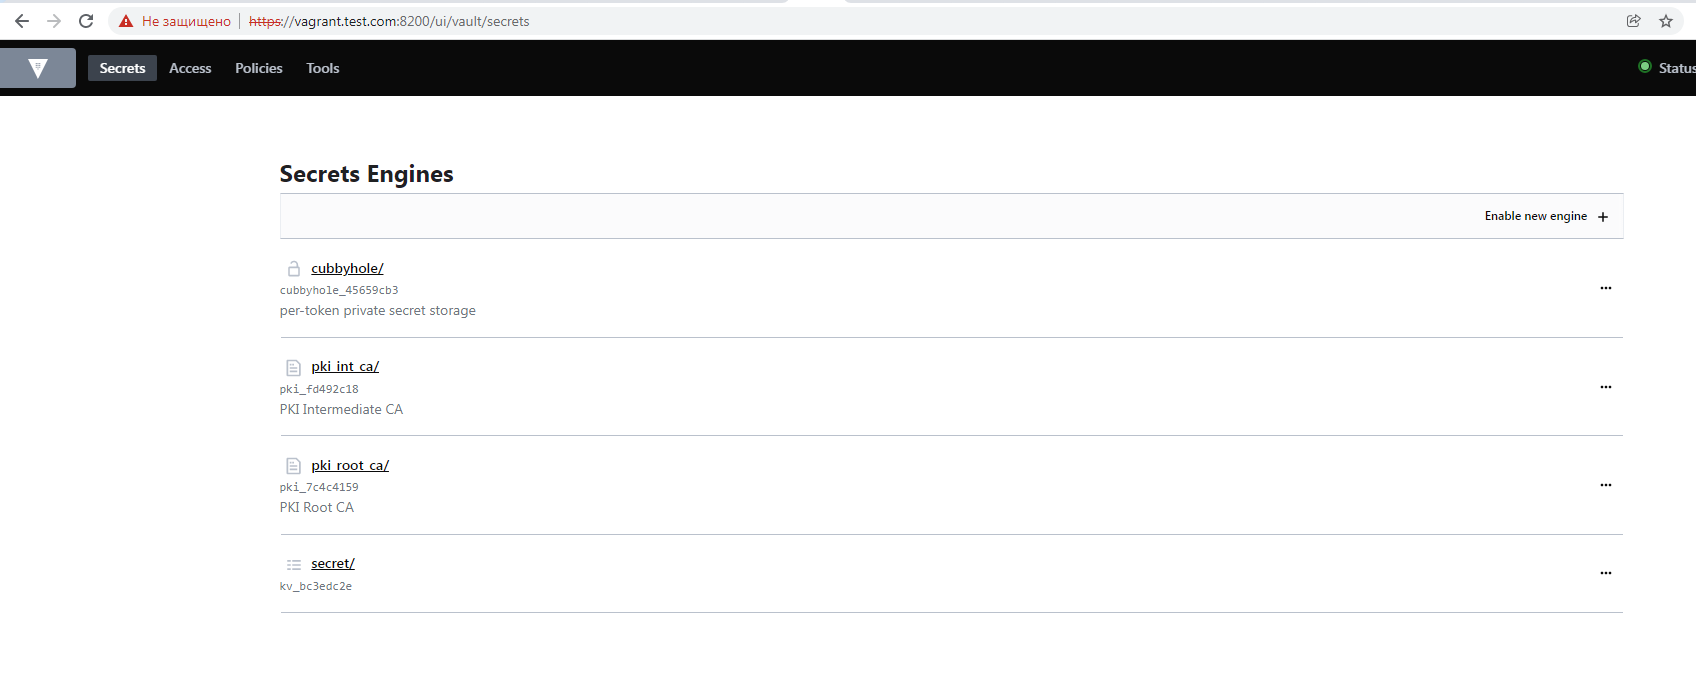 Не защищено https://vagrant.test.com:8200/ui/vault/secrets
Secrets Access Policies Tools Status
Secrets Engines
Enable new engine
cubbyhole/
cubbyhole_45659cb3
per-token private secret storage
pki_int_ca/
pki_fd492c18
PKI Intermediate CA
pki_root_ca/
pki_7c4c4159
PKI Root CA
secret/
kv_bc3edc2e